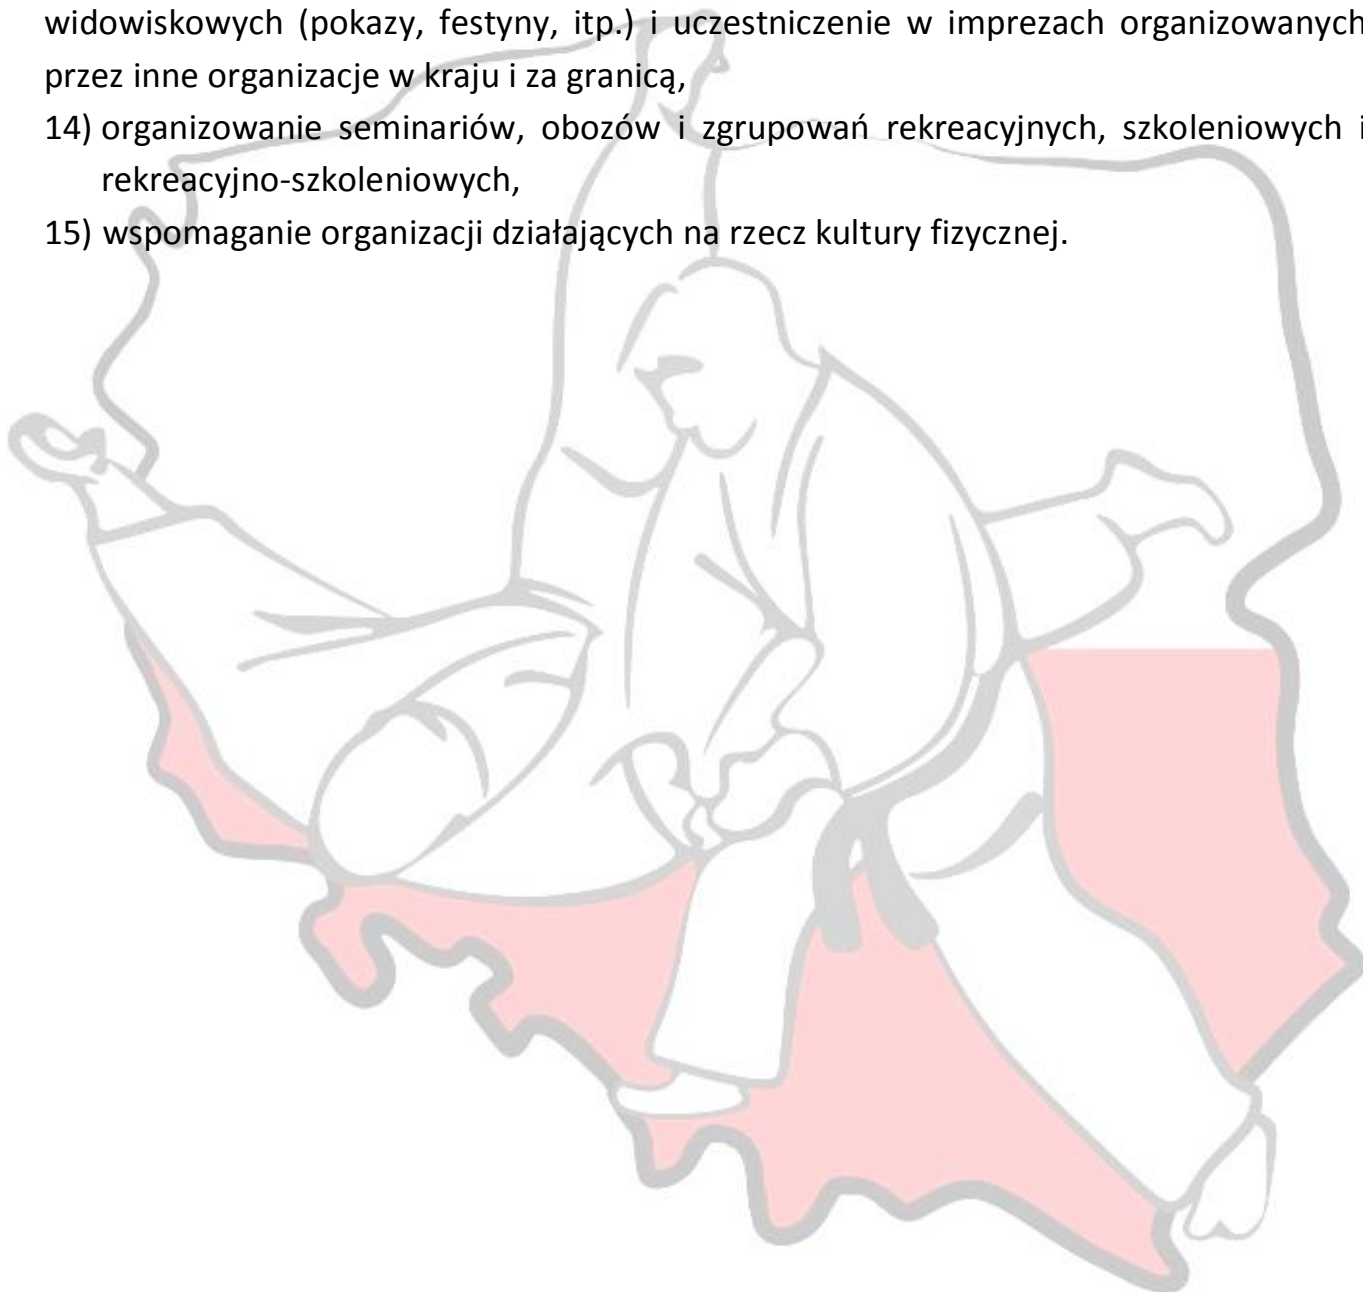 widowiskowych (pokazy, festyny, itp.) i uczestniczenie w imprezach organizowanych
przez inne organizacje w kraju i za granicą,
14) organizowanie seminariów, obozów i zgrupowań rekreacyjnych, szkoleniowych i
rekreacyjno-szkoleniowych,
15) wspomaganie organizacji działających na rzecz kultury fizycznej.